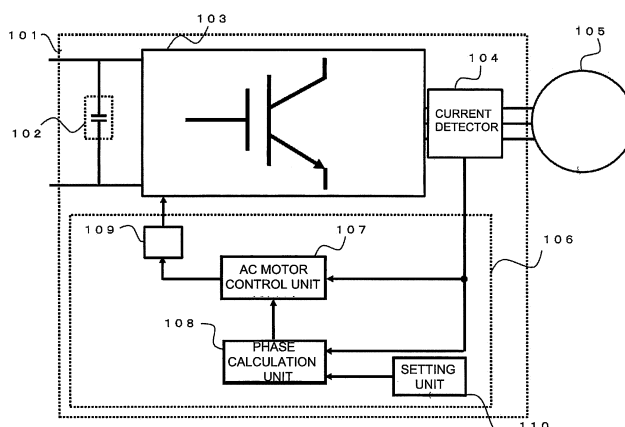 101
103
105
104
102
CURRENT
DETECTOR
109
107
106
AC MOTOR
CONTROL UNIT
108
PHASE
CALCULATION
UNIT
SETTING
UNIT
110